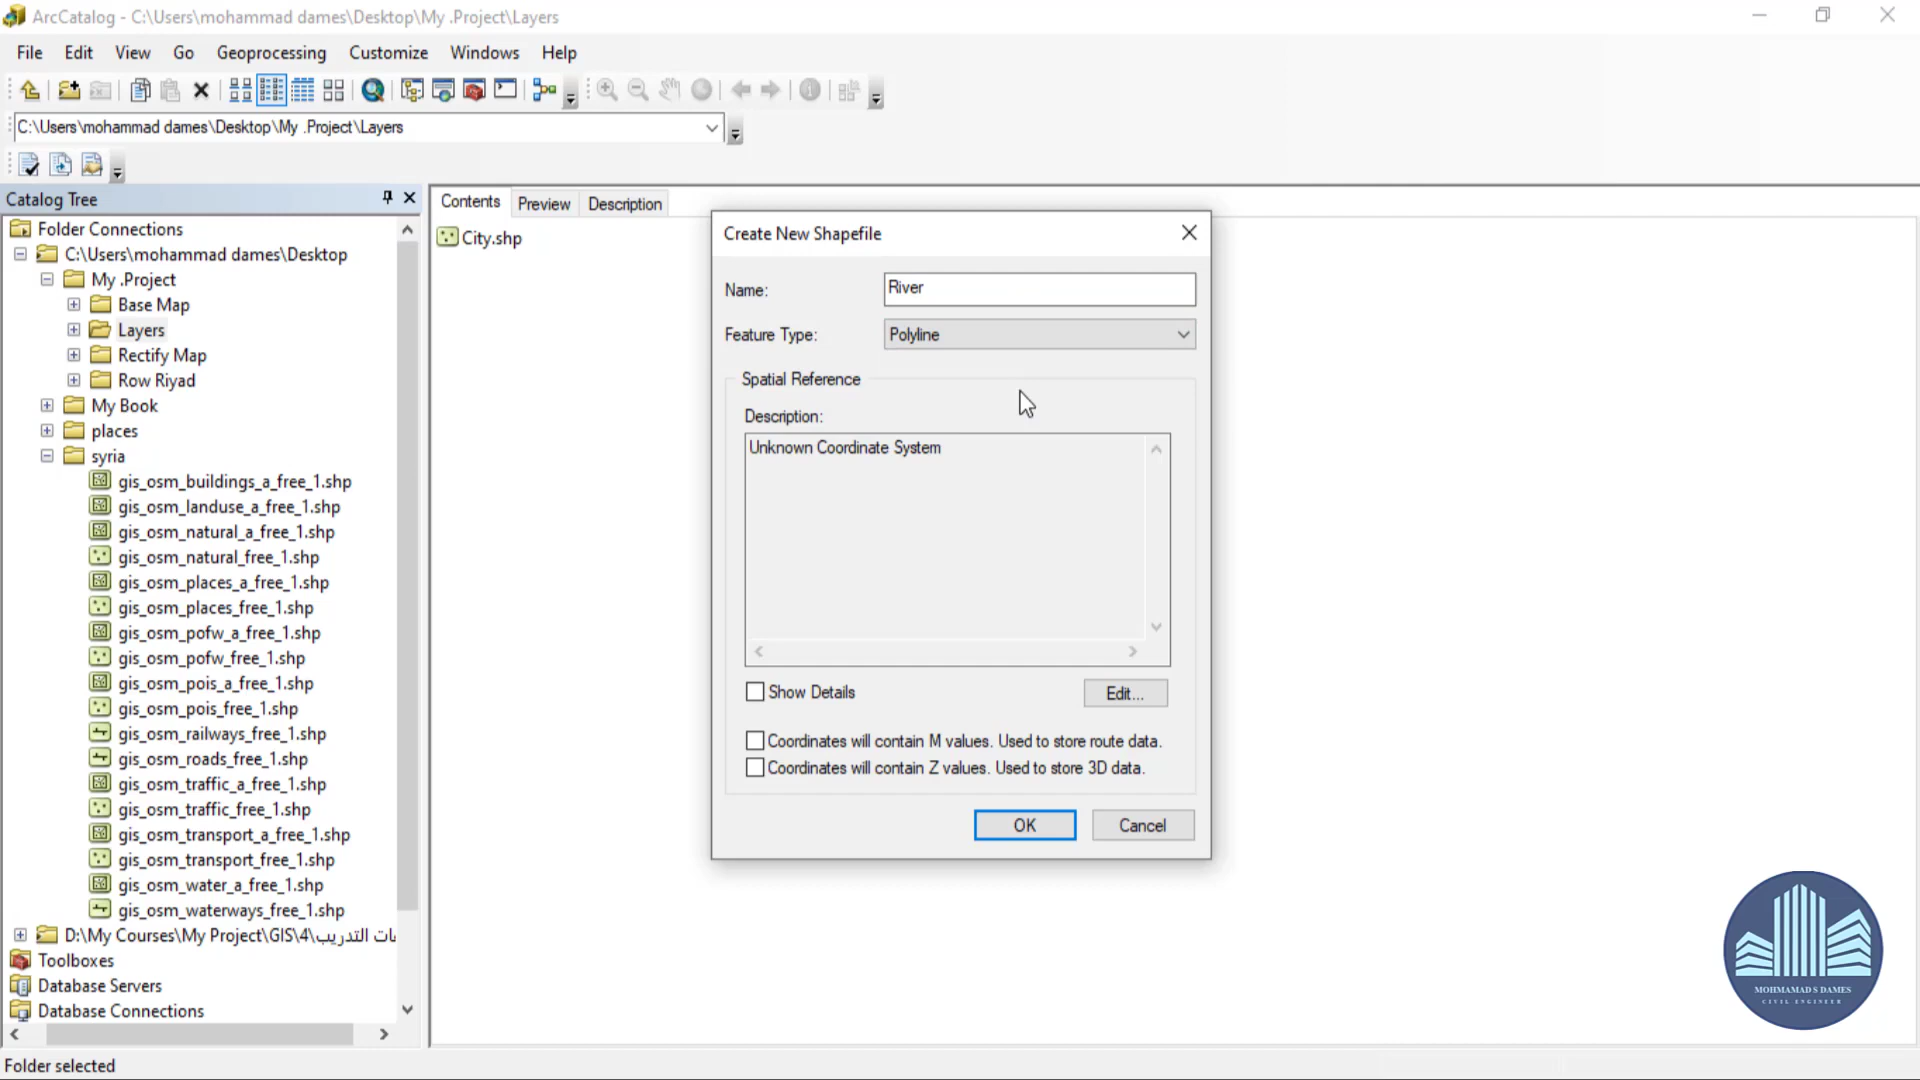 ArcCatalog - C:\Users\mohammad dames\Desktop\My .Project\Layers
File Edit View Go Geoprocessing Customize Windows Help
C:\Users\mohammad dames\Desktop\My .Project\Layers
Catalog Tree
Folder Connections
C:\Users\mohammad dames\Desktop
My .Project
Base Map
Layers
Rectify Map
Row Riyad
My Book
places
syria
gis_osm_buildings_a_free_1.shp
gis_osm_landuse_a_free_1.shp
gis_osm_natural_a_free_1.shp
gis_osm_natural_free_1.shp
gis_osm_places_a_free_1.shp
gis_osm_places_free_1.shp
gis_osm_pofw_a_free_1.shp
gis_osm_pofw_free_1.shp
gis_osm_pois_a_free_1.shp
gis_osm_pois_free_1.shp
gis_osm_railways_free_1.shp
gis_osm_roads_free_1.shp
gis_osm_traffic_a_free_1.shp
gis_osm_traffic_free_1.shp
gis_osm_transport_a_free_1.shp
gis_osm_transport_free_1.shp
gis_osm_water_a_free_1.shp
gis_osm_waterways_free_1.shp
D:\My Courses\My Project\GIS\4\ات التدريب
Toolboxes
Database Servers
Database Connections
Contents Preview Description
City.shp
Create New Shapefile
Name: River
Feature Type: Polyline
Spatial Reference
Description:
Unknown Coordinate System
Show Details Edit...
Coordinates will contain M values. Used to store route data.
Coordinates will contain Z values. Used to store 3D data.
OK Cancel
MOHMAMAD S DAMES
CIVIL ENGINEER
Folder selected